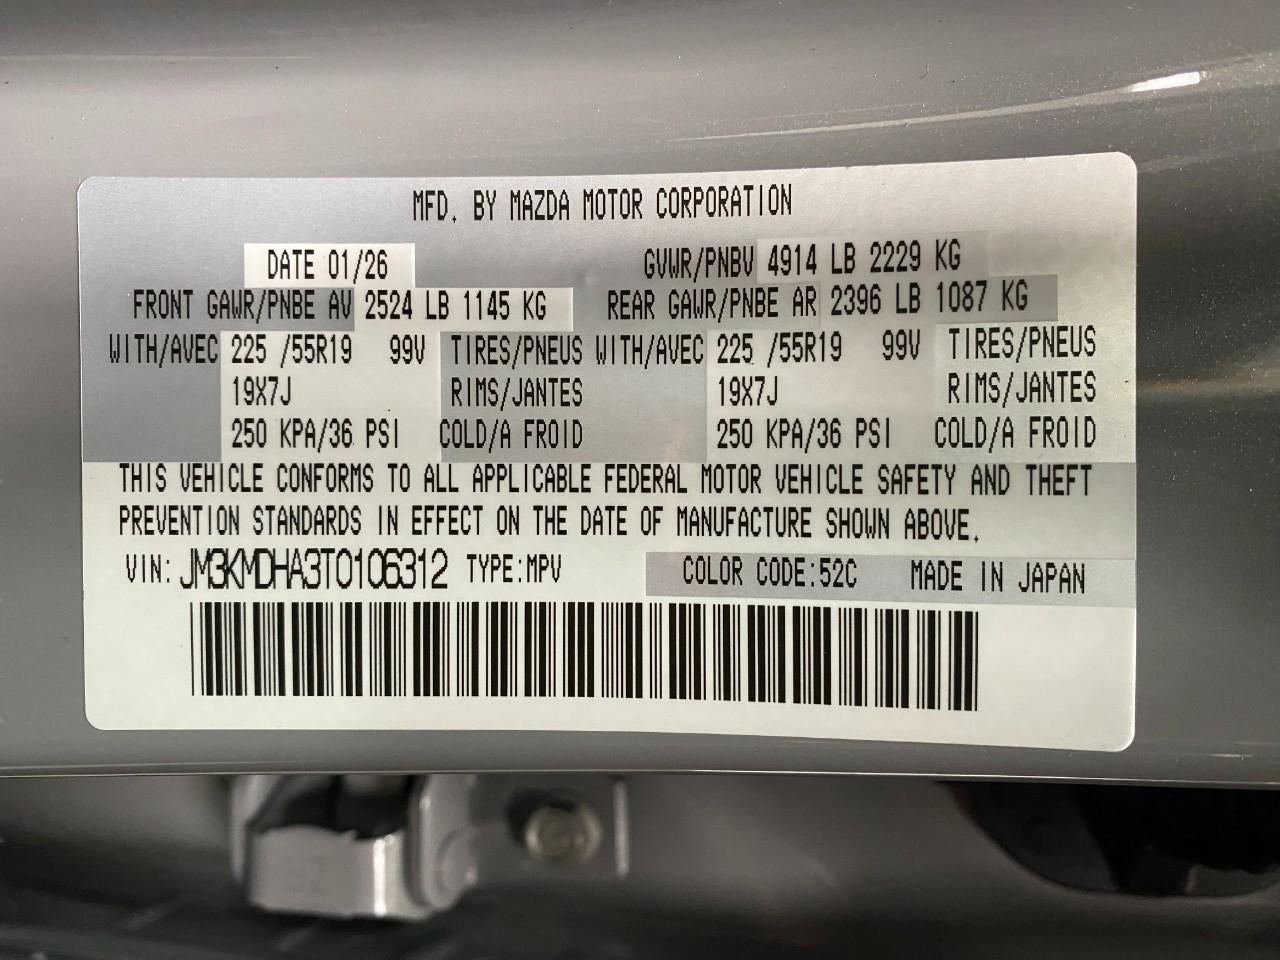 MFD. BY MAZDA MOTOR CORPORATION
DATE 01/26 GVWR/PNBV 4914 LB 2229 KG
FRONT GAWR/PNBE AV 2524 LB 1145 KG REAR GAWR/PNBE AR 2396 LB 1087 KG
WITH/AVEC 225 /55R19 99V TIRES/PNEUS WITH/AVEC 225 /55R19 99V TIRES/PNEUS
19X7J RIMS/JANTES 19X7J RIMS/JANTES
250 KPA/36 PSI COLD/A FROID 250 KPA/36 PSI COLD/A FROID
THIS VEHICLE CONFORMS TO ALL APPLICABLE FEDERAL MOTOR VEHICLE SAFETY AND THEFT
PREVENTION STANDARDS IN EFFECT ON THE DATE OF MANUFACTURE SHOWN ABOVE.
VIN: JM3KMDHA3T0106312 TYPE:MPV COLOR CODE:52C MADE IN JAPAN